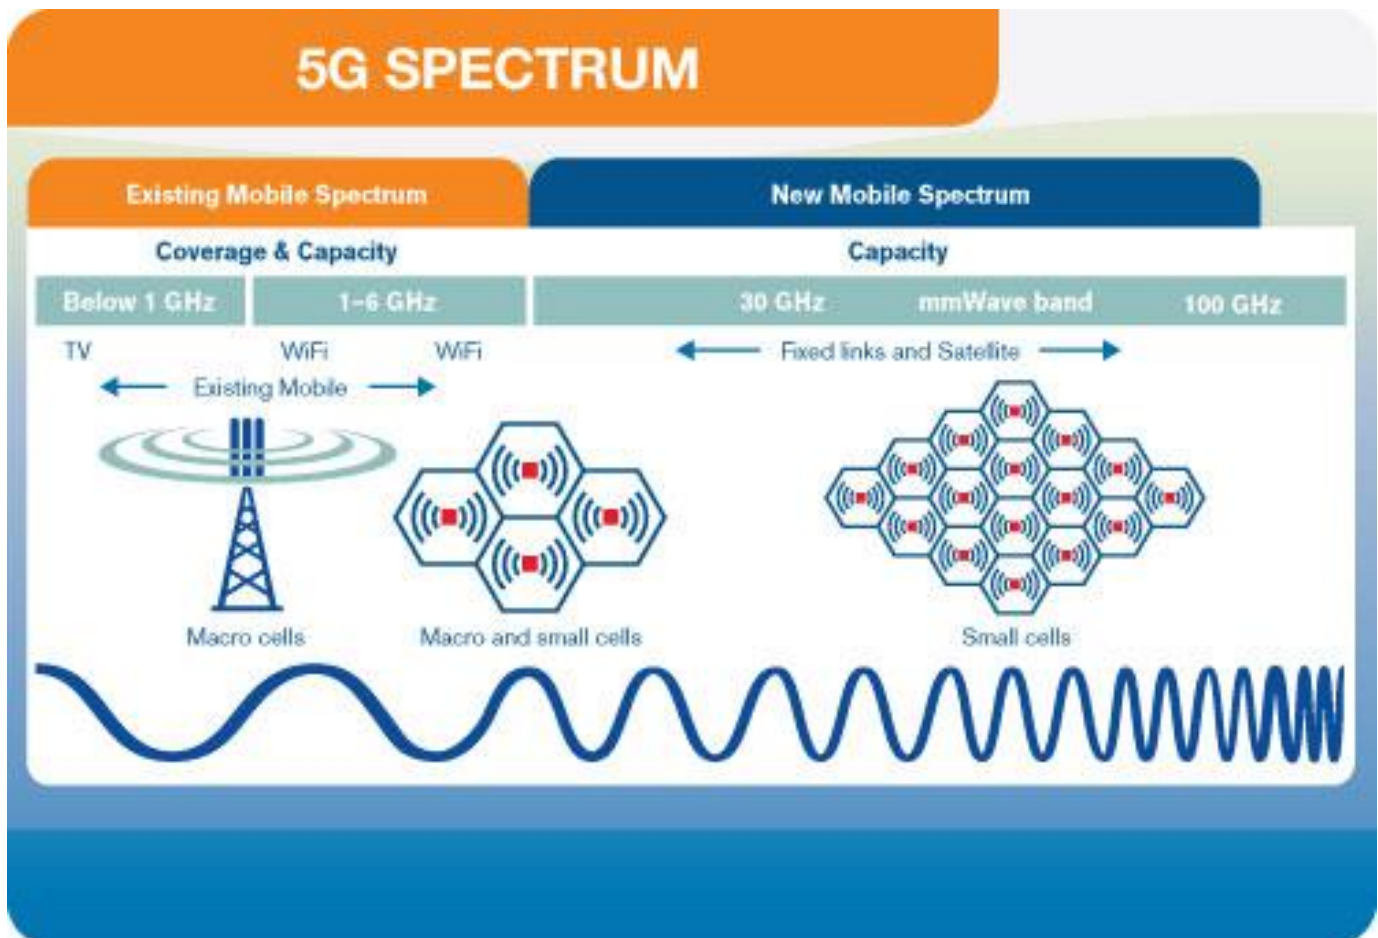 5G SPECTRUM
Existing Mobile Spectrum
New Mobile Spectrum
Coverage & Capacity
Capacity
Below 1 GHz
1–6 GHz
30 GHz
mmWave band
100 GHz
TV
WiFi
WiFi
Fixed links and Satellite
Existing Mobile
Macro cells
Macro and small cells
Small cells